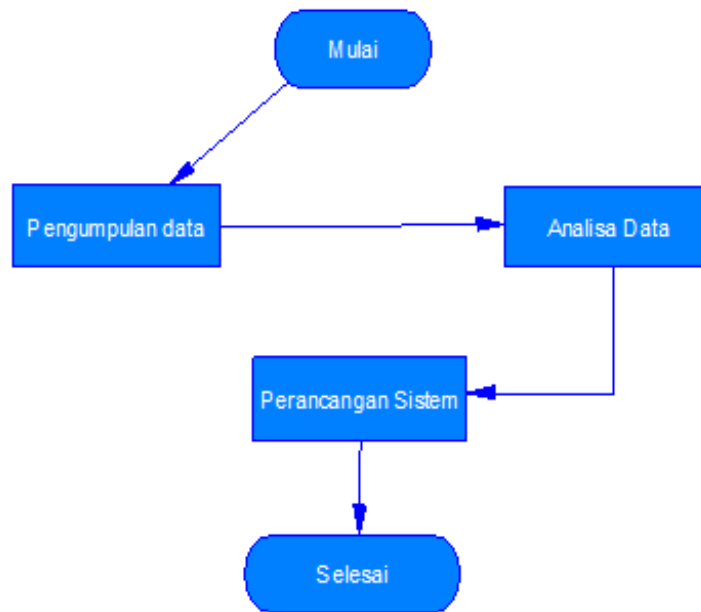 Mulai
Pengumpulan data
Analisa Data
Perancangan Sistem
Selesai